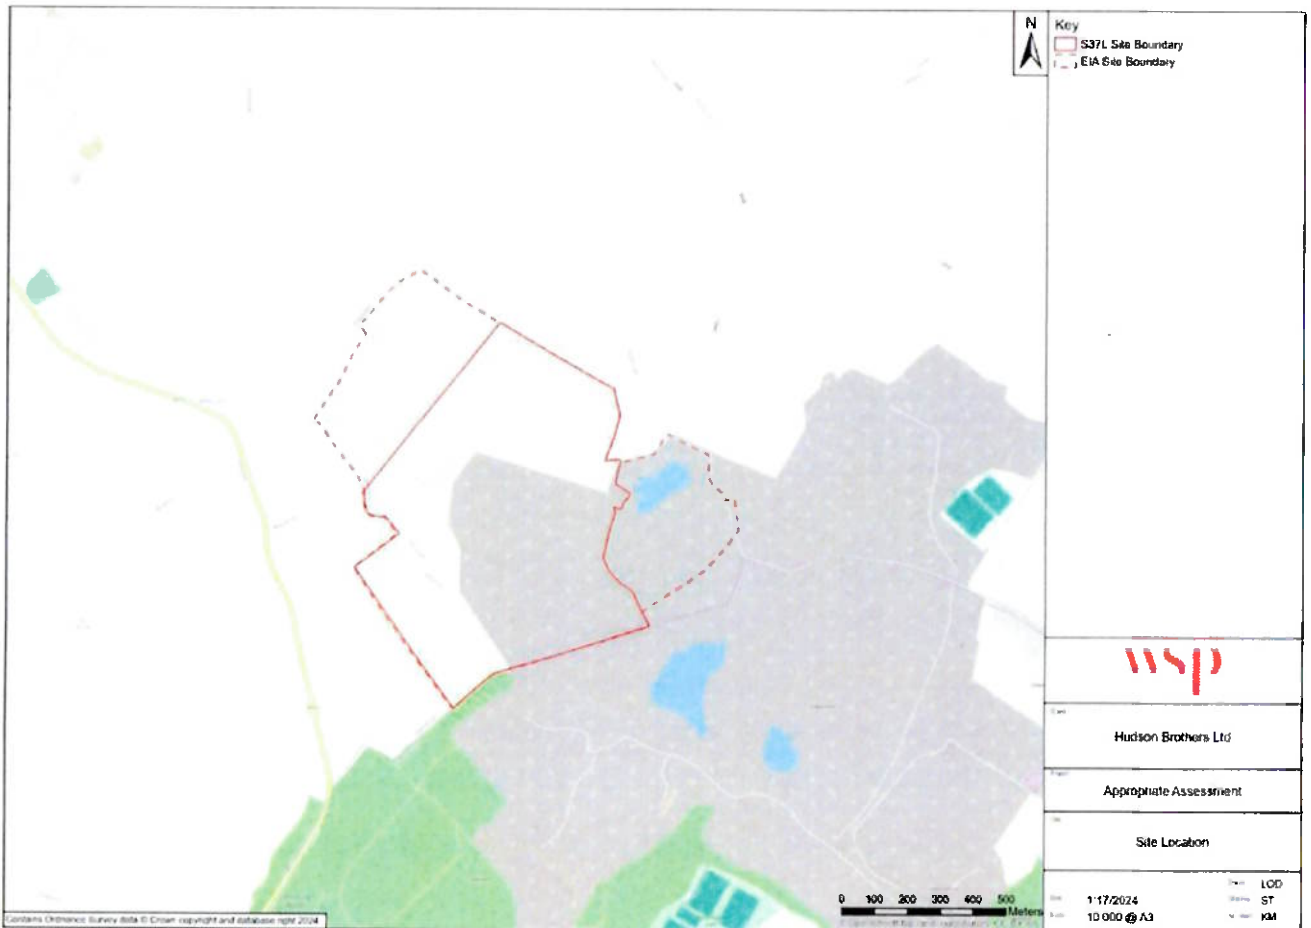 N
Key
S37L Site Boundary
EIA Site Boundary
wsp
Hudson Brothers Ltd
Appropriate Assessment
Site Location
LOD
1/17/2024
ST
10 000 @ A3
KM
0 100 200 300 400 500
Meters
Contains Ordnance Survey data © Crown copyright and database right 2024